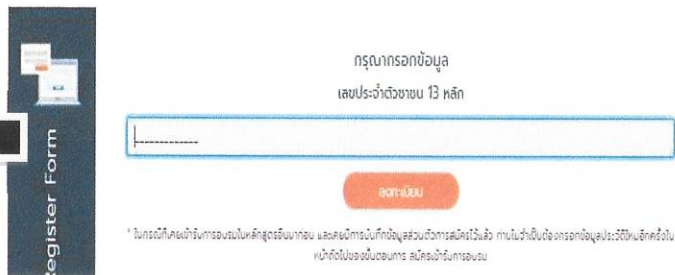 กรุณากรอกข้อมูล
เลขประจำตัวประชาชน 13 หลัก
ลงทะเบียน
* ในกรณีที่เคยเข้ารับการอบรมในหลักสูตรอื่นมาก่อน และเคยมีการบันทึกข้อมูลส่วนตัวการสมัครไว้แล้ว ท่านไม่จำเป็นต้องกรอกข้อมูลประวัติใหม่อีกครั้งใน
หน้าถัดไปของขั้นตอนการ สมัครเข้ารับการอบรม
Register Form